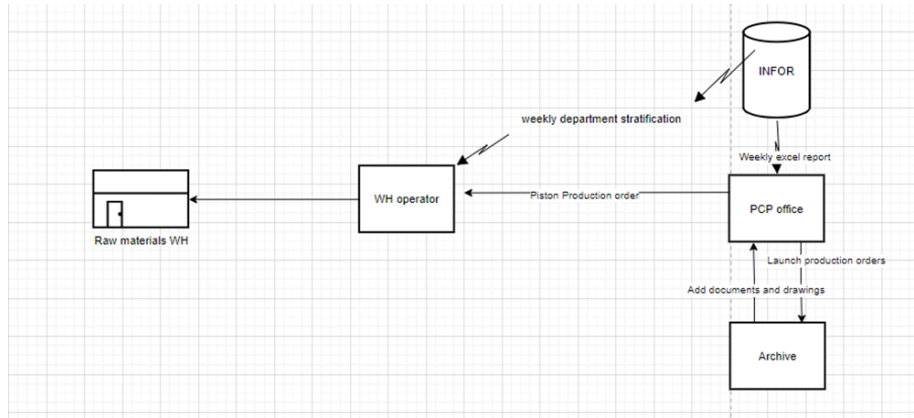 INFOR
weekly department stratification
Weekly excel report
WH operator
Piston Production order
PCP office
Raw materials WH
Launch production orders
Add documents and drawings
Archive